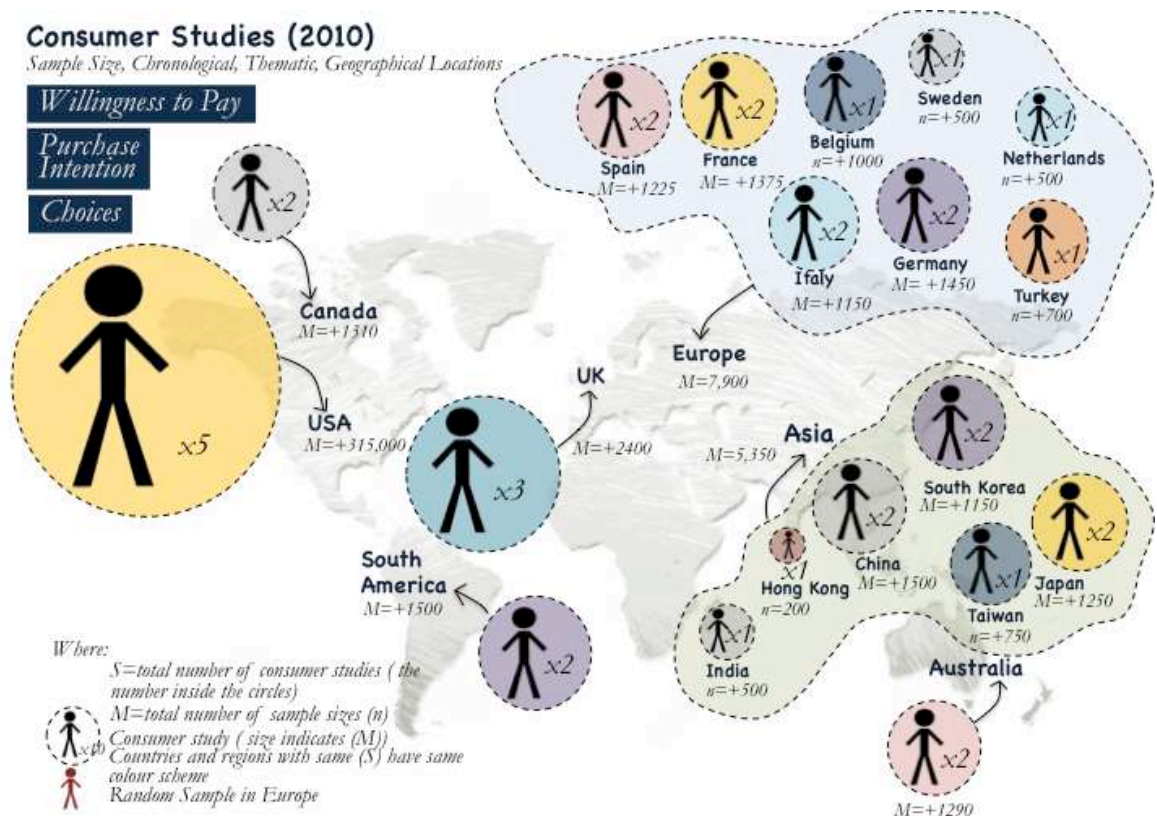 Consumer Studies (2010)
Sample Size, Chronological, Thematic, Geographical Locations
Willingness to Pay
Purchase
Intention
Choices
x2
Canada
M=+1310
x5
USA
M=+315,000
x3
UK
M=+2400
South
America
M=+1500
x2
x2
Spain
M=+1225
x2
France
M= +1375
x1
Belgium
n=+1000
x1
Sweden
n=+500
x1
Netherlands
n=+500
x2
Ifaly
M=+1150
x2
Germany
M= +1450
x1
Turkey
n=+700
Europe
M=7,900
Asia
M=5,350
x2
South Korea
M=+1150
x2
China
M=+1500
x1
Hong Kong
n=200
x2
Japan
M=+1250
x1
Taiwan
n=+750
x1
India
n=+500
Australia
x2
M=+1290
Where:
S=total number of consumer studies ( the
number inside the circles)
M=total number of sample sizes (n)
Consumer study ( size indicates (M))
Countries and regions with same (S) have same
colour scheme
Random Sample in Europe